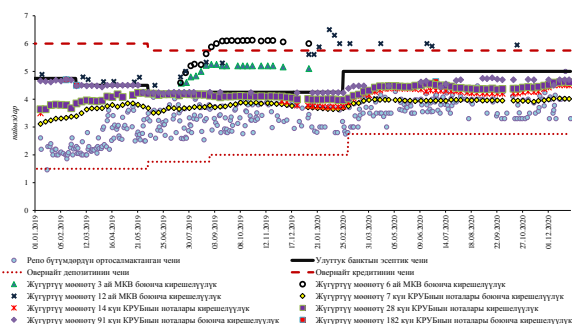 7
6
5
4
3
2
1
0
пайыздар
01.01.2019
05.02.2019
12.03.2019
16.04.2019
21.05.2019
25.06.2019
30.07.2019
03.09.2019
08.10.2019
12.11.2019
17.12.2019
21.01.2020
25.02.2020
31.03.2020
05.05.2020
09.06.2020
14.07.2020
18.08.2020
22.09.2020
27.10.2020
01.12.2020
Репо бүтүмдөрдүн ортосалмактанган чени
Улуттук банктын эсептик чени
Овернайт депозитинин чени
Овернайт кредитинин чени
Жүгүртүү мөөнөтү 3 ай МКВ боюнча кирешелүүлүк
Жүгүртүү мөөнөтү 6 ай МКВ боюнча кирешелүүлүк
Жүгүртүү мөөнөтү 12 ай МКВ боюнча кирешелүүлүк
Жүгүртүү мөөнөтү 7 күн КРУБнын ноталары боюнча кирешелүүлүк
Жүгүртүү мөөнөтү 14 күн КРУБнын ноталары кирешелүүлүк
Жүгүртүү мөөнөтү 28 күн КРУБнын ноталары кирешелүүлүк
Жүгүртүү мөөнөтү 91 күн КРУБнын ноталары кирешелүүлүк
Жүгүртүү мөөнөтү 182 күн КРУБнын ноталары кирешелүүлүк